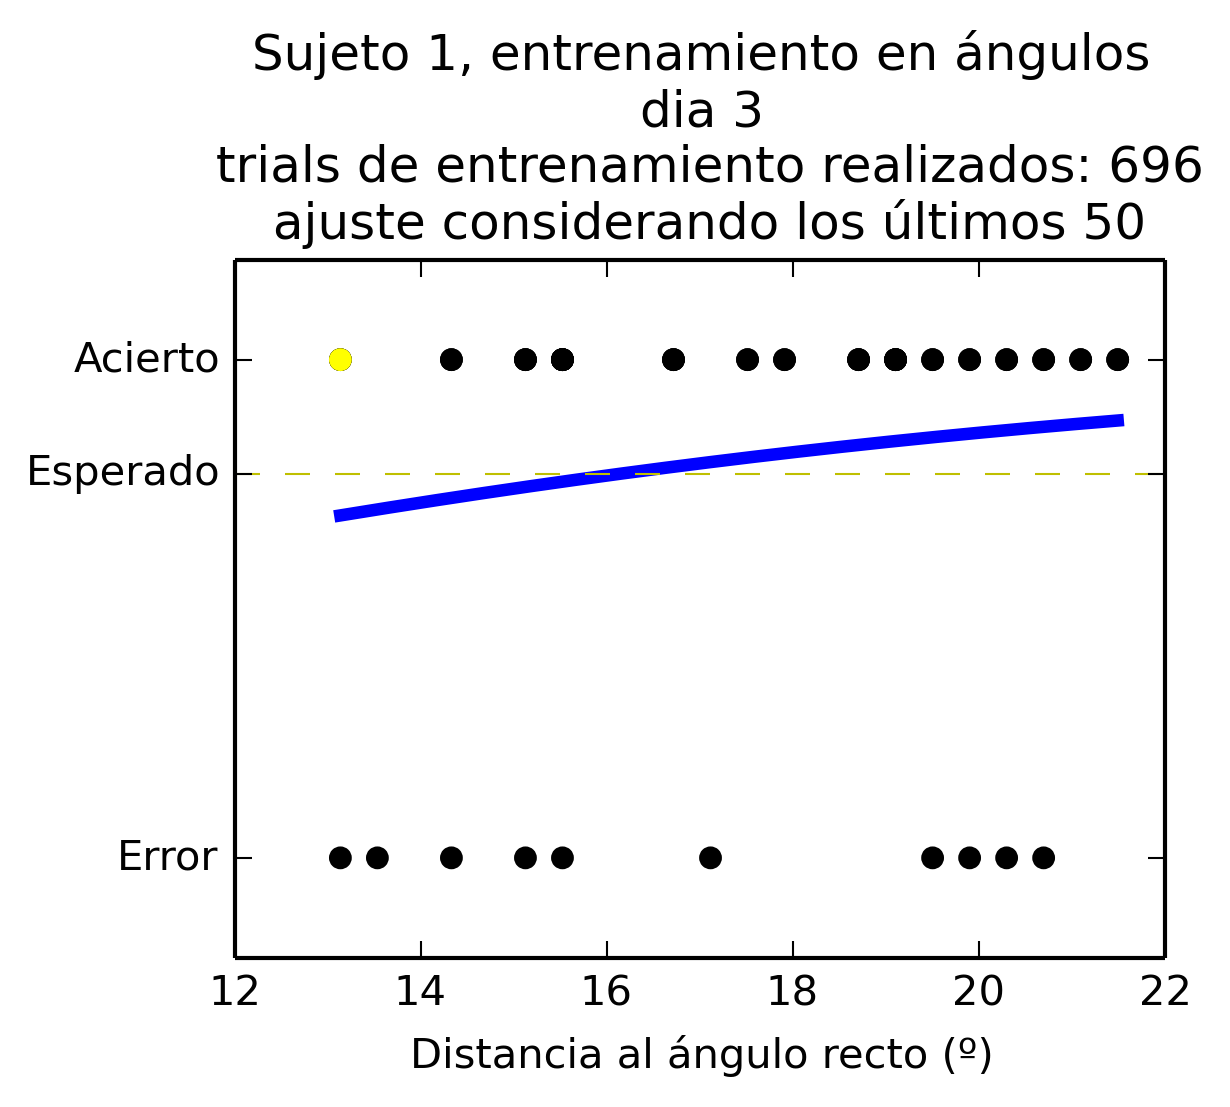 Sujeto 1, entrenamiento en ángulos
dia 3
trials de entrenamiento realizados: 696
ajuste considerando los últimos 50
Acierto
Esperado
Error
12 14 16 18 20 22
Distancia al ángulo recto (º)